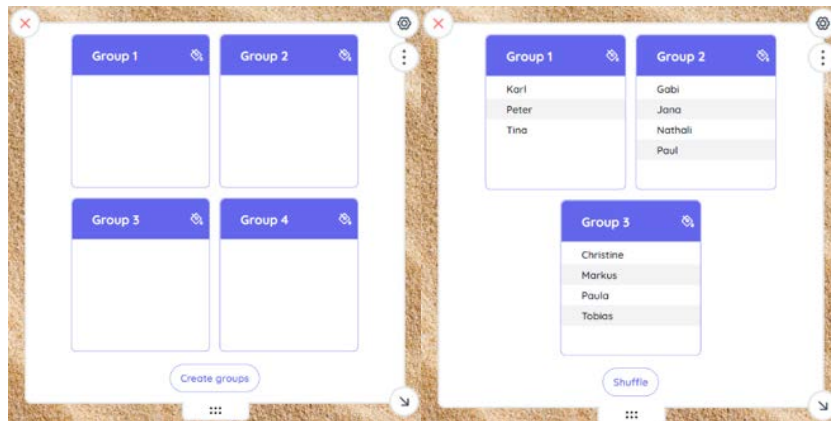 Group 1
Group 2
Group 3
Group 4
Create groups
Group 1
Karl
Peter
Tina
Group 2
Gabi
Jana
Nathali
Paul
Group 3
Christine
Markus
Paula
Tobias
Shuffle